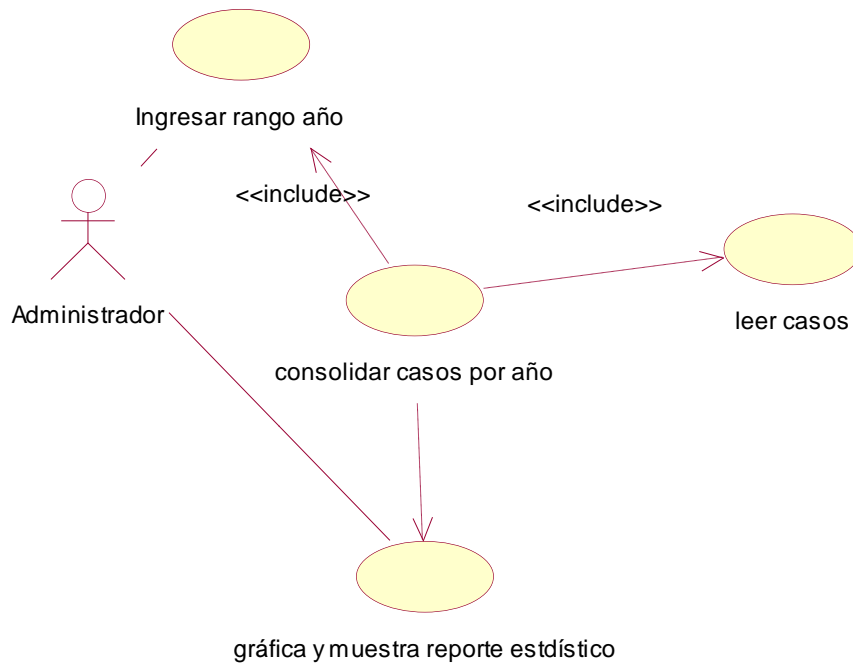 Ingresar rango año
<<include>>
<<include>>
Administrador
leer casos
consolidar casos por año
gráfica y muestra reporte estdístico